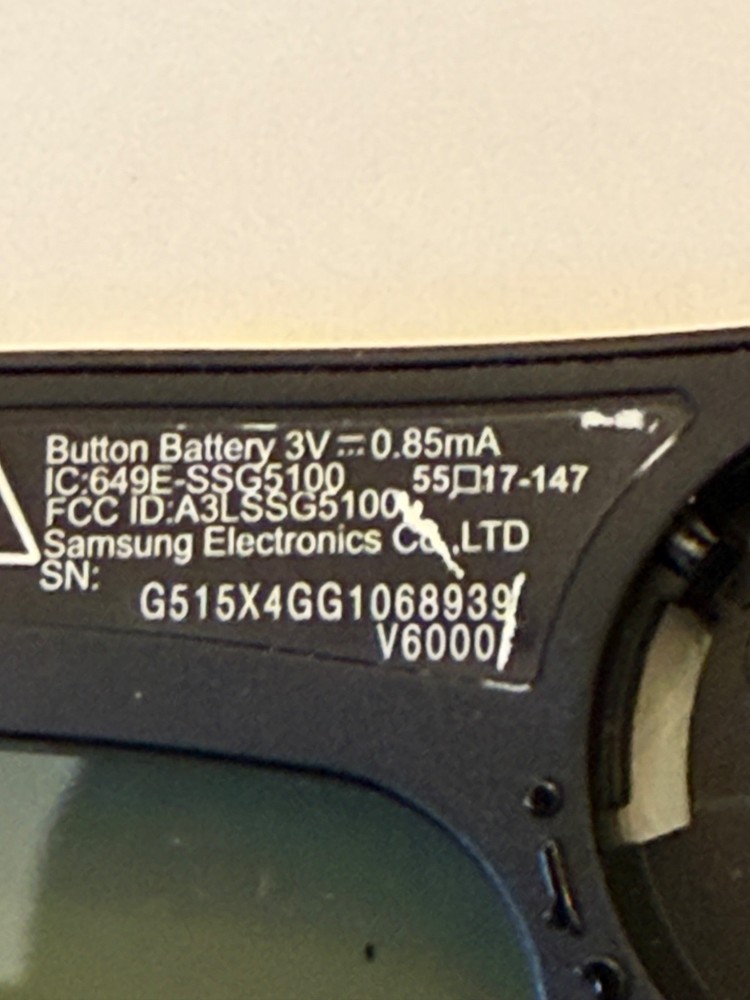 Button Battery 3V⎓0.85mA
IC:649E-SSG5100 55□17-147
FCC ID:A3LSSG5100
Samsung Electronics Co.,LTD
SN:
G515X4GG1068939
V6000